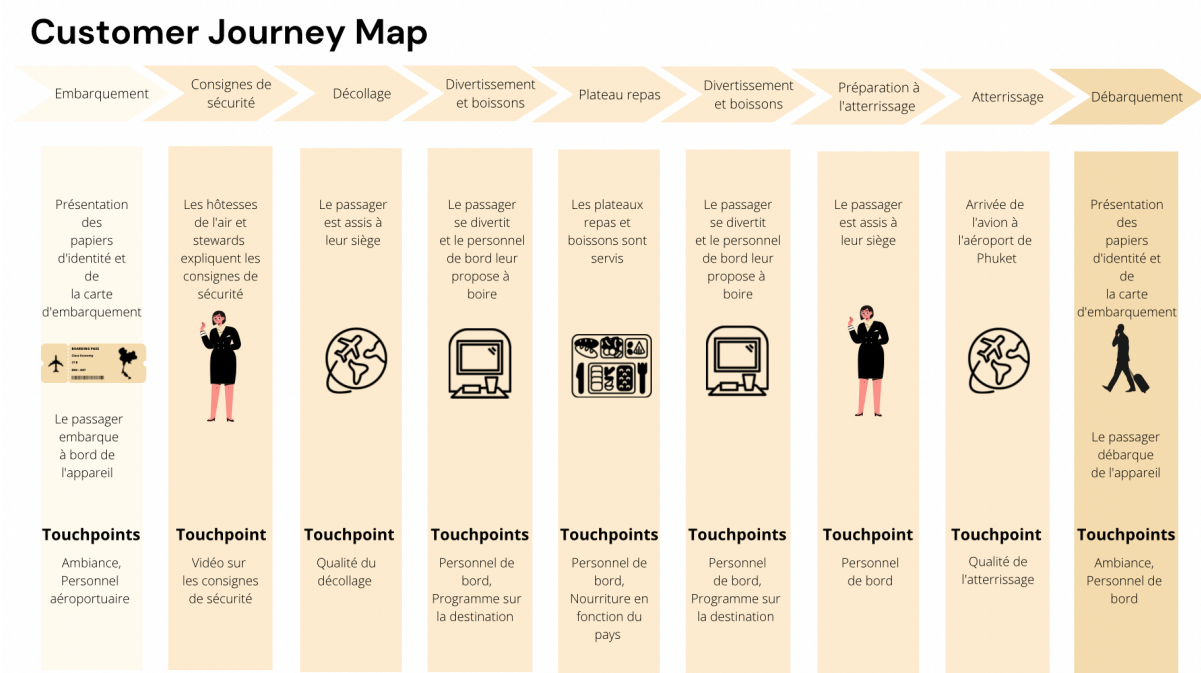 Customer Journey Map
Embarquement
Consignes de
sécurité
Décollage
Divertissement
et boissons
Plateau repas
Divertissement
et boissons
Préparation à
l'atterrissage
Atterrissage
Débarquement
Présentation
des
papiers
d'identité et
de
la carte
d'embarquement
BOARDING PASS
Le passager
embarque
à bord de
l'appareil
Touchpoints
Ambiance,
Personnel
aéroportuaire
Les hôtesses
de l'air et
stewards
expliquent les
consignes de
sécurité
Touchpoint
Vidéo sur
les consignes
de sécurité
Le passager
est assis à
leur siège
Touchpoint
Qualité du
décollage
Le passager
se divertit
et le personnel
de bord leur
propose à
boire
Touchpoints
Personnel de
bord,
Programme sur
la destination
Les plateaux
repas et
boissons sont
servis
Touchpoints
Personnel de
bord,
Nourriture en
fonction du
pays
Le passager
se divertit
et le personnel
de bord leur
propose à
boire
Touchpoints
Personnel
de bord,
Programme sur
la destination
Le passager
est assis à
leur siège
Touchpoint
Personnel
de bord
Arrivée de
l'avion à
l'aéroport de
Phuket
Touchpoint
Qualité de
l'atterrissage
Présentation
des
papiers
d'identité et
de
la carte
d'embarquement
Le passager
débarque
de l'appareil
Touchpoints
Ambiance,
Personnel de
bord